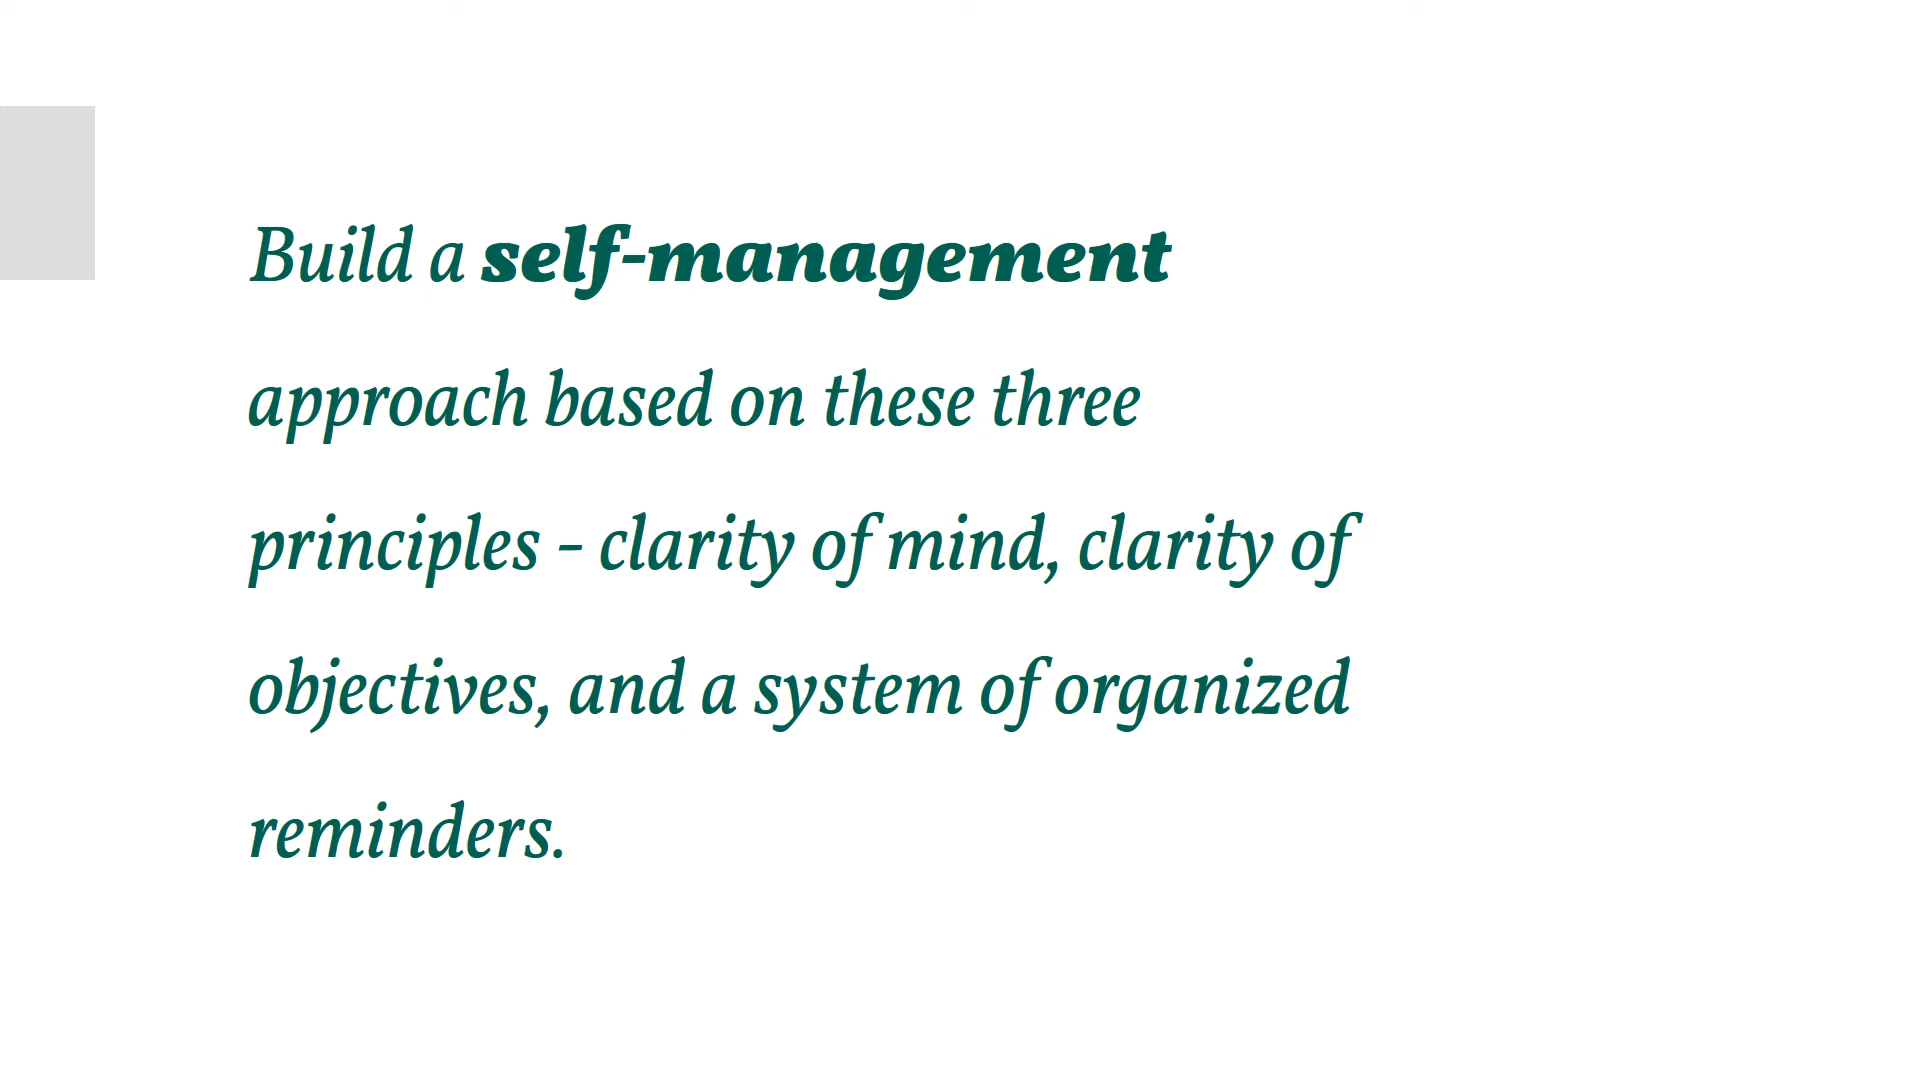 Build a self-management
approach based on these three
principles - clarity of mind, clarity of
objectives, and a system of organized
reminders.